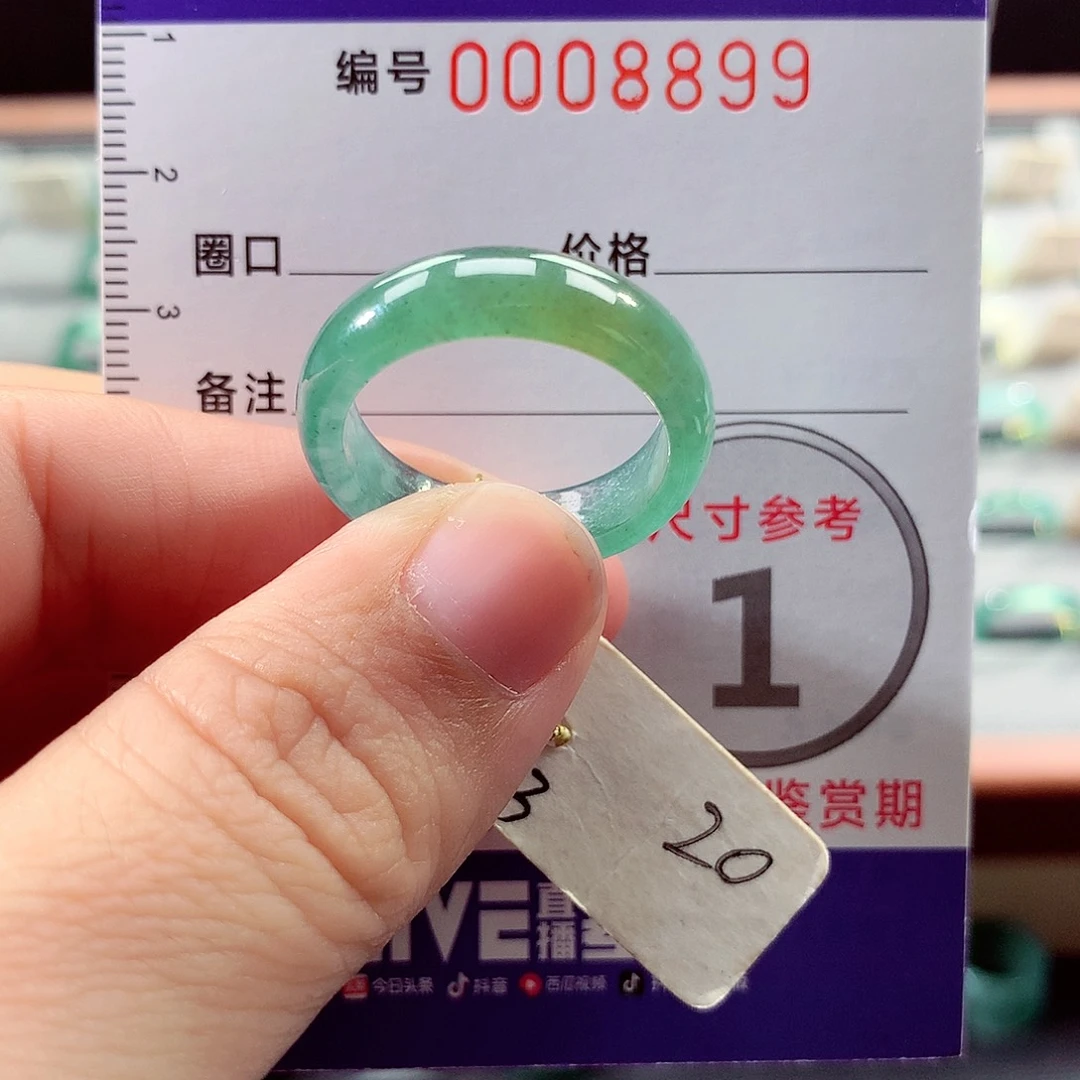 1
编号 0008899
2
圈口 价格
3
备注
尺寸参考
1
鉴赏期
3 20
IVE 直播
今日头条 抖音 西瓜视频